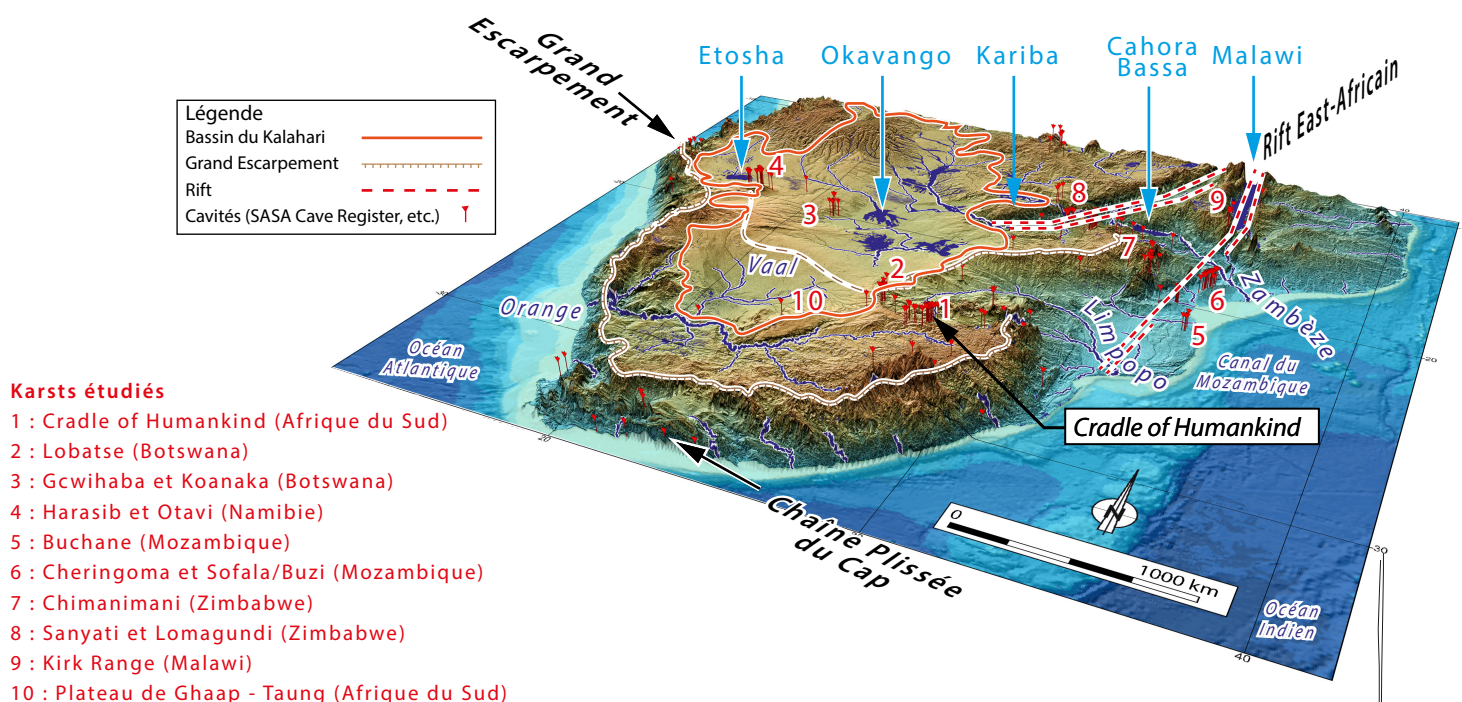 Grand
Escarpement
Etosha
Okavango
Kariba
Cahora
Bassa
Malawi
Rift East-Africain
Légende
Bassin du Kalahari
Grand Escarpement
Rift
Cavités (SASA Cave Register, etc.)
4
8
9
3
7
Vaal
2
10
1
6
5
Orange
Limpopo
Zambèze
Océan
Atlantique
Canal du
Mozambique
Cradle of Humankind
Chaîne Plissée
du Cap
N
0
1000 km
Océan
Indien
20
40
-20
-30
Karsts étudiés
1 : Cradle of Humankind (Afrique du Sud)
2 : Lobatse (Botswana)
3 : Gcwihaba et Koanaka (Botswana)
4 : Harasib et Otavi (Namibie)
5 : Buchane (Mozambique)
6 : Cheringoma et Sofala/Buzi (Mozambique)
7 : Chimanimani (Zimbabwe)
8 : Sanyati et Lomagundi (Zimbabwe)
9 : Kirk Range (Malawi)
10 : Plateau de Ghaap - Taung (Afrique du Sud)